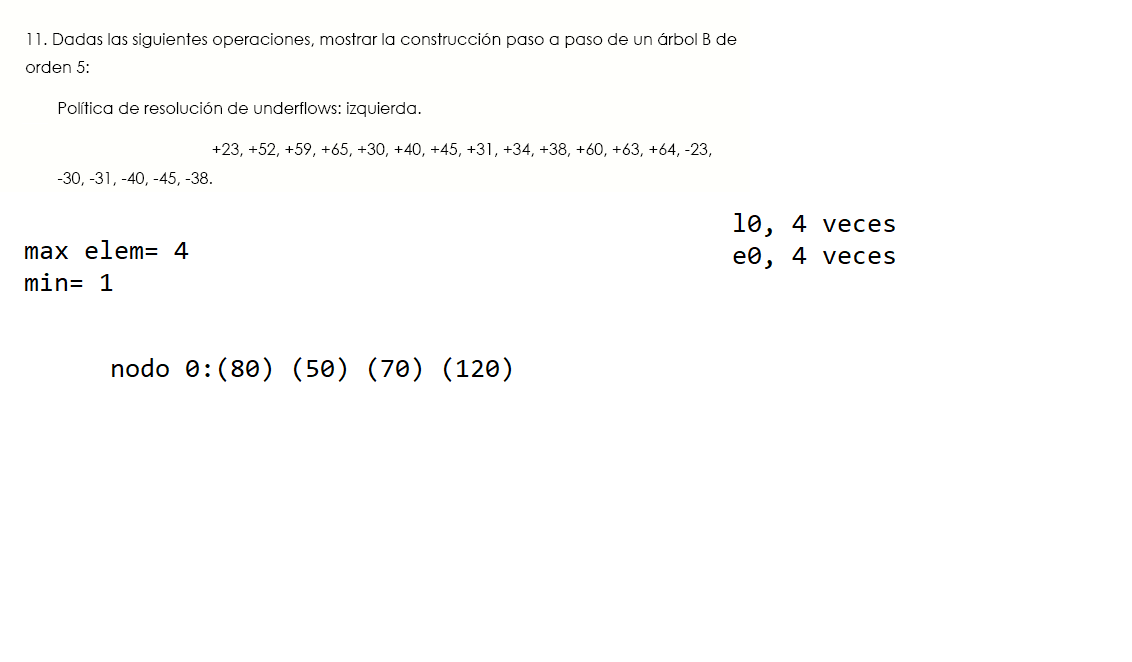 11. Dadas las siguientes operaciones, mostrar la construcción paso a paso de un árbol B de
orden 5:
Política de resolución de underflows: izquierda.
+23, +52, +59, +65, +30, +40, +45, +31, +34, +38, +60, +63, +64, -23,
-30, -31, -40, -45, -38.
l0, 4 veces
e0, 4 veces
max elem= 4
min= 1
nodo 0:(80) (50) (70) (120)